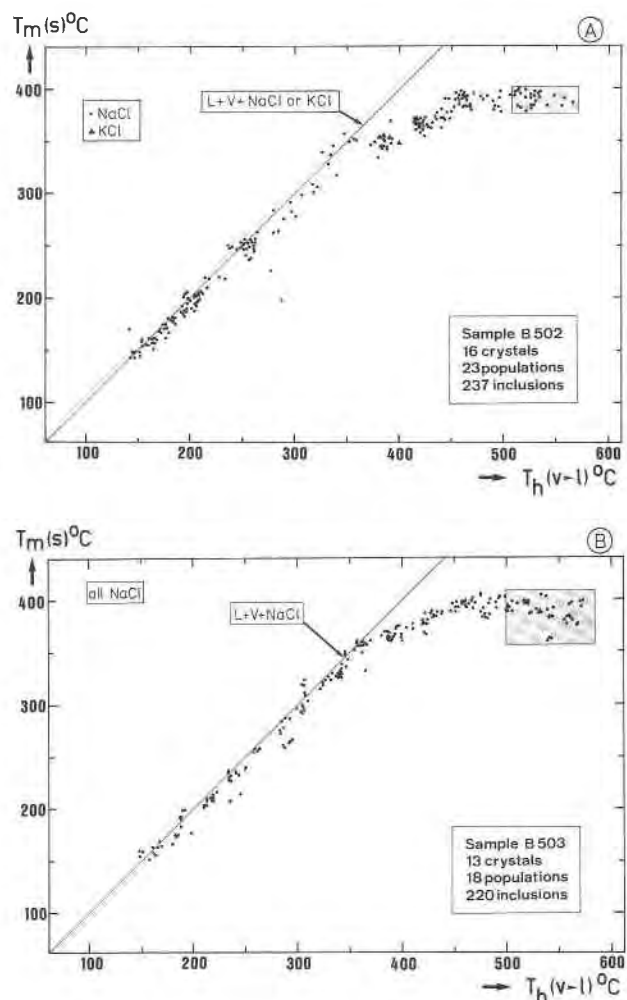 Tm(s)°C
A
400
300
200
100
L+V+NaCl or KCl
• NaCl
▲ KCl
Sample B 502
16 crystals
23 populations
237 inclusions
100
200
300
400
500
600
Th(v-l)°C
Tm(s)°C
B
400
300
200
100
all NaCl
L+V+NaCl
Sample B 503
13 crystals
18 populations
220 inclusions
100
200
300
400
500
600
Th(v-l)°C